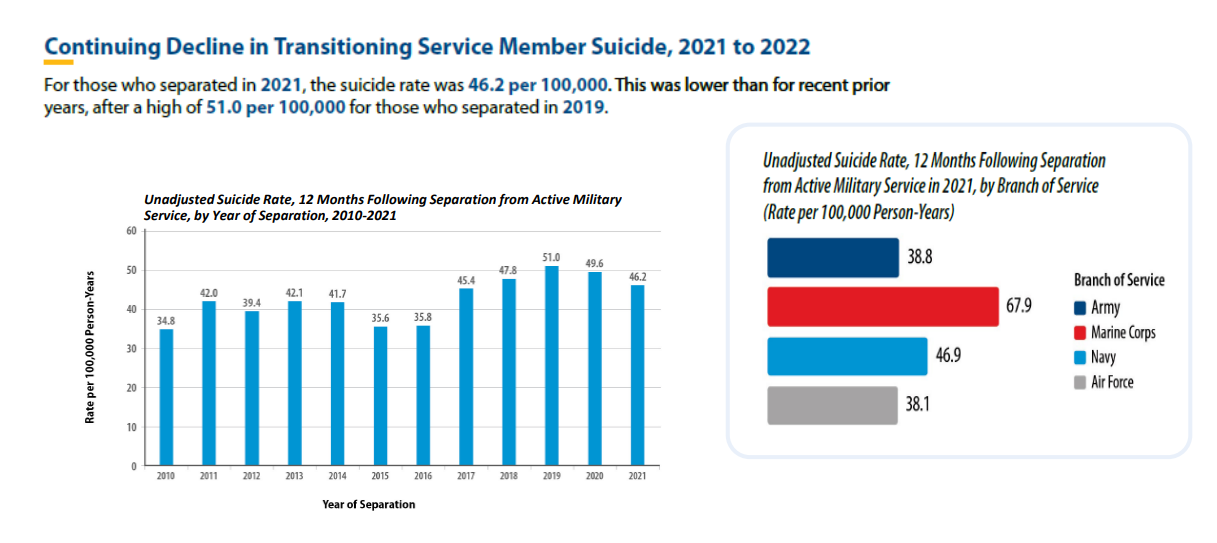 Continuing Decline in Transitioning Service Member Suicide, 2021 to 2022
For those who separated in 2021, the suicide rate was 46.2 per 100,000. This was lower than for recent prior
years, after a high of 51.0 per 100,000 for those who separated in 2019.
Unadjusted Suicide Rate, 12 Months Following Separation from Active Military
Service, by Year of Separation, 2010-2021
Rate per 100,000 Person-Years
60
50
40
30
20
10
0
34.8
42.0
39.4
42.1
41.7
35.6
35.8
45.4
47.8
51.0
49.6
46.2
2010 2011 2012 2013 2014 2015 2016 2017 2018 2019 2020 2021
Year of Separation
Unadjusted Suicide Rate, 12 Months Following Separation
from Active Military Service in 2021, by Branch of Service
(Rate per 100,000 Person-Years)
38.8
67.9
46.9
38.1
Branch of Service
Army
Marine Corps
Navy
Air Force